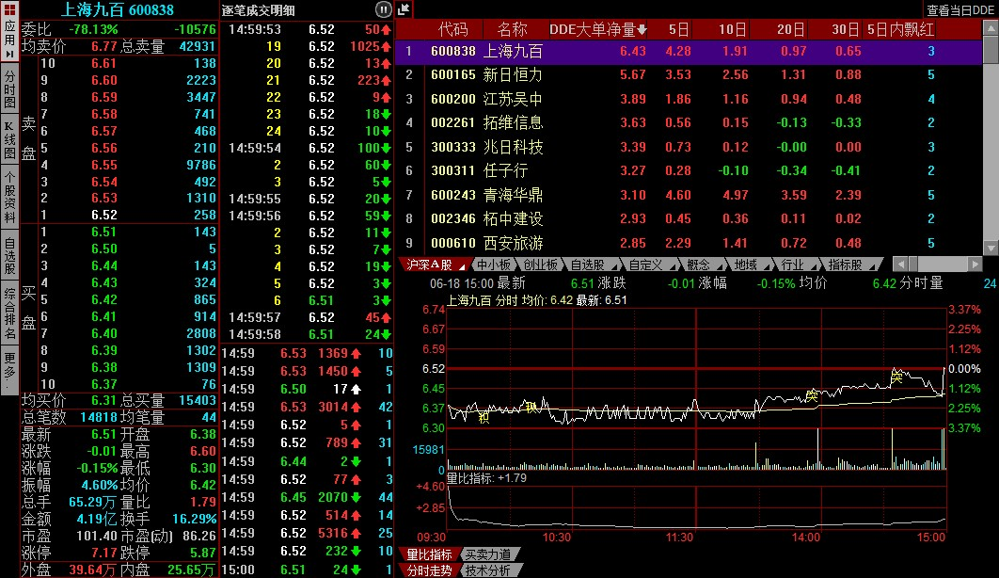 应用
分时图
K线图
个股资料
自选股
综合排名
更多
上海九百 600838
委比 -78.13% -10576
均卖价 6.77 总卖量 42931
卖盘
10 6.61 138
9 6.60 2223
8 6.59 3447
7 6.58 741
6 6.57 468
5 6.56 210
4 6.55 9786
3 6.54 492
2 6.53 1310
1 6.52 258
买盘
1 6.51 143
2 6.50 5
3 6.44 143
4 6.43 324
5 6.42 865
6 6.41 914
7 6.40 2808
8 6.39 1302
9 6.38 1309
10 6.37 76
均买价 6.31 总买量 15403
总笔数 14818 均笔量 44
最新 6.51 开盘 6.38
涨跌 -0.01 最高 6.60
涨幅 -0.15% 最低 6.30
振幅 4.60% 均价 6.42
总手 65.29万 量比 1.79
金额 4.19亿 换手 16.29%
市盈 101.40 市盈(动) 86.26
涨停 7.17 跌停 5.87
外盘 39.64万 内盘 25.65万
逐笔成交明细
14:59:53 6.52 50
19 6.52 1025
20 6.52 13
21 6.52 223
22 6.52 9
23 6.52 18
24 6.52 10
14:59:54 6.52 100
2 6.52 60
3 6.52 5
14:59:55 6.52 20
14:59:56 6.52 59
2 6.52 11
3 6.52 7
4 6.52 19
5 6.52 3
6 6.51 3
14:59:57 6.52 45
14:59:58 6.51 24
14:59 6.53 1369 10
14:59 6.53 1450 5
14:59 6.50 17 1
14:59 6.53 3014 42
14:59 6.52 5 1
14:59 6.52 789 31
14:59 6.44 2 1
14:59 6.52 77 3
14:59 6.45 2070 44
14:59 6.52 514 14
14:59 6.52 5316 25
14:59 6.52 232 10
15:00 6.51 24 1
查看当日DDE
代码 名称 DDE大单净量 5日 10日 20日 30日 5日内飘红
1 600838 上海九百 6.43 4.28 1.91 0.97 0.65 3
2 600165 新日恒力 5.67 3.53 2.56 1.31 0.88 5
3 600200 江苏吴中 3.89 1.86 1.16 0.94 0.48 4
4 002261 拓维信息 3.63 0.56 0.15 -0.13 -0.33 2
5 300333 兆日科技 3.39 0.73 0.12 -0.00 0.00 3
6 300311 任子行 3.27 0.28 -0.10 -0.34 -0.41 2
7 600243 青海华鼎 3.10 4.60 4.97 3.59 2.39 5
8 002346 柘中建设 2.93 0.45 0.36 0.11 0.02 2
9 000610 西安旅游 2.85 2.29 1.41 0.72 0.48 5
沪深A股 中小板 创业板 自选股 自定义 概念 地域 行业 指标股
06-18 15:00 最新 6.51 涨跌 -0.01 涨幅 -0.15% 均价 6.42 分时量 24
上海九百 分时 均价: 6.42 最新: 6.51
6.74 3.37%
6.67 2.25%
6.59 1.12%
6.52 0.00%
6.45 1.12%
6.37 2.25%
6.30 3.37%
15981
0
量比指标: +1.79
+4.60
+2.85
09:30 10:30 11:30 14:00 15:00
量比指标 买卖力道
分时走势 技术分析